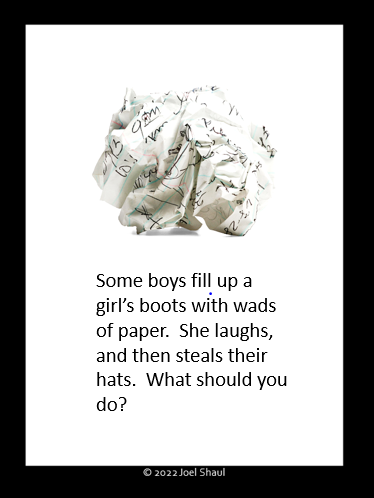 Some boys fill up a
girl's boots with wads
of paper.  She laughs,
and then steals their
hats.  What should you
do?
© 2022 Joel Shaul